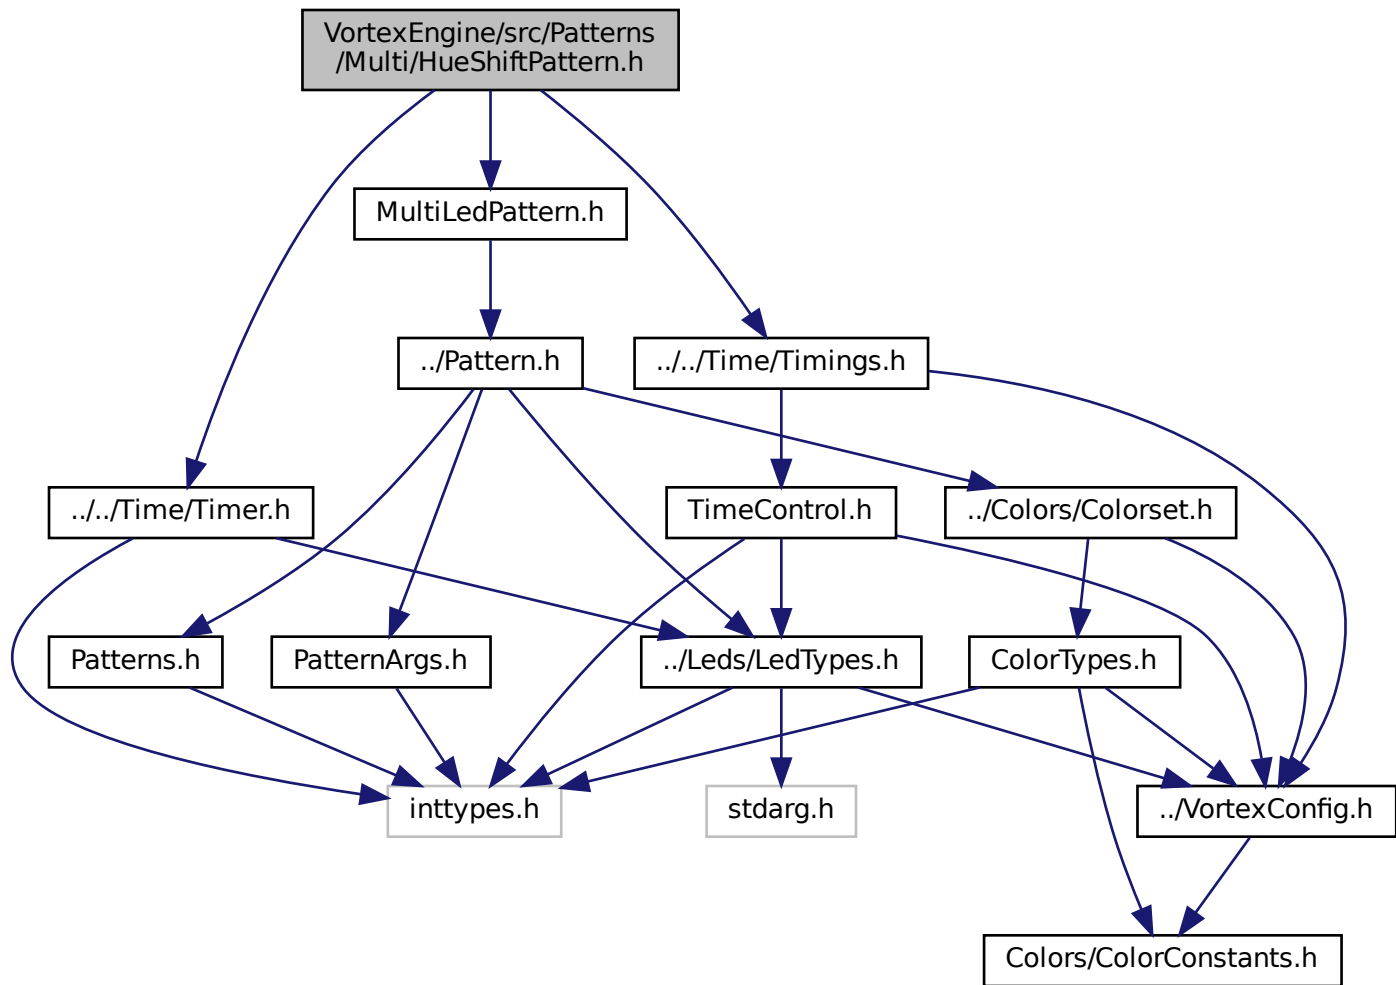 VortexEngine/src/Patterns
/Multi/HueShiftPattern.h
MultiLedPattern.h
../Pattern.h
../../Time/Timings.h
../../Time/Timer.h
TimeControl.h
../Colors/Colorset.h
Patterns.h
PatternArgs.h
../Leds/LedTypes.h
ColorTypes.h
inttypes.h
stdarg.h
../VortexConfig.h
Colors/ColorConstants.h